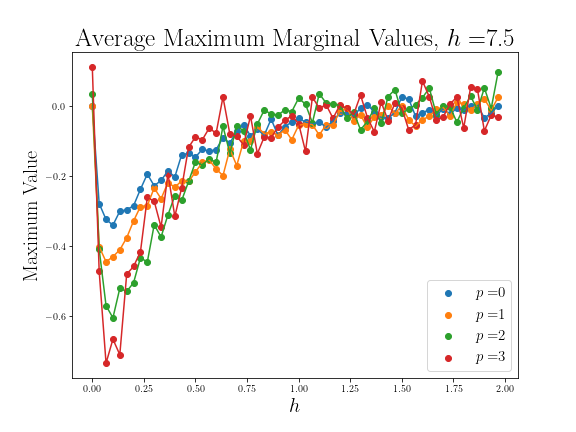 Average Maximum Marginal Values, h =7.5
Maximum Value
0.0
−0.2
−0.4
−0.6
0.00 0.25 0.50 0.75 1.00 1.25 1.50 1.75 2.00
h
p =0
p =1
p =2
p =3